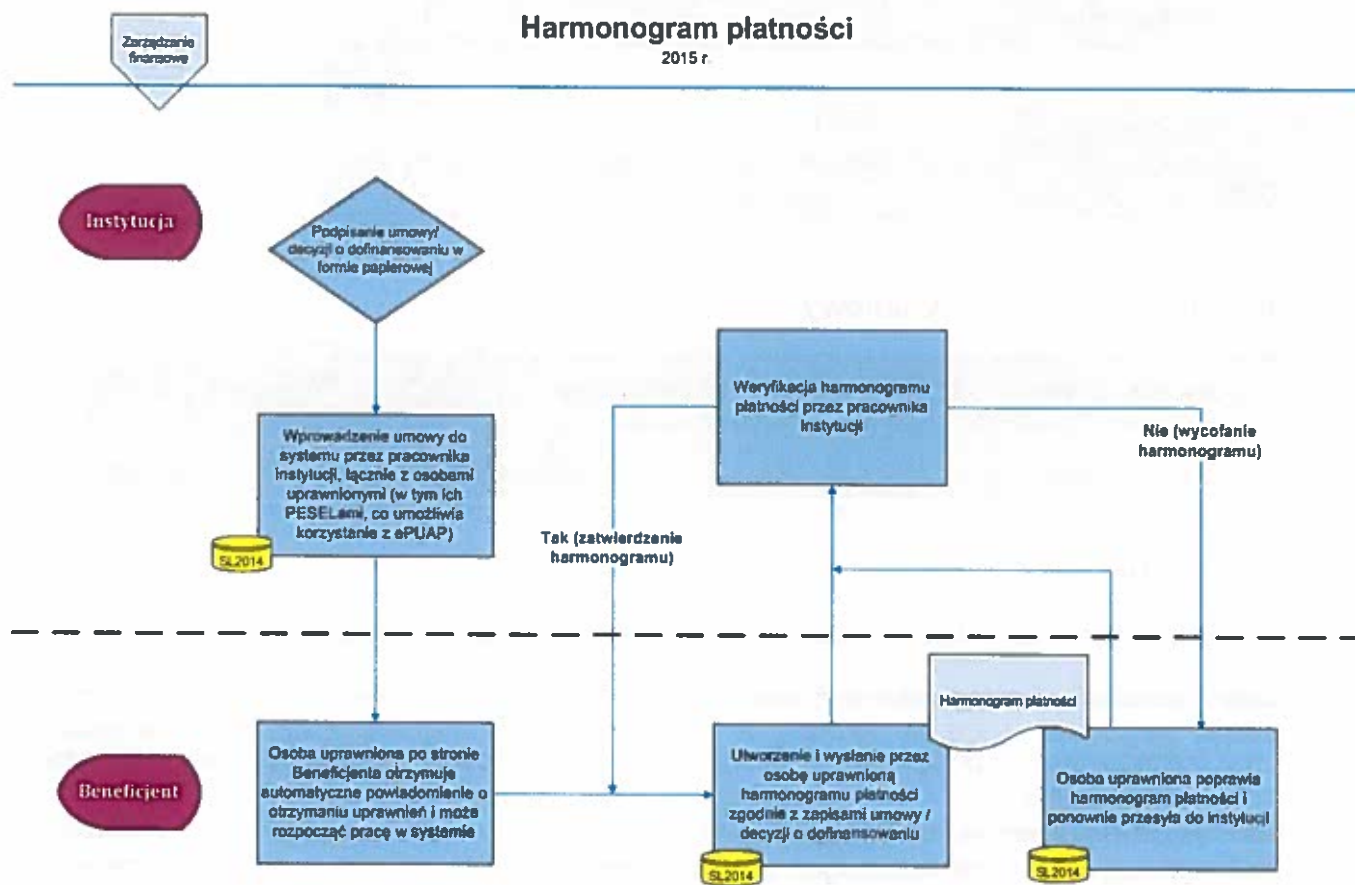 Harmonogram płatności
2015 r
Zarządzanie
finansowe
Instytucja
Podpisanie umowy/
decyzji o dofinansowaniu w
formie papierowej
Wprowadzenie umowy do
systemu przez pracownika
instytucji, łącznie z osobami
uprawnionymi (w tym ich
PESELami, co umożliwia
korzystanie z ePUAP)
SL2014
Weryfikacja harmonogramu
płatności przez pracownika
instytucji
Nie (wycofanie
harmonogramu)
Tak (zatwierdzenie
harmonogramu)
Beneficjent
Osoba uprawniona po stronie
Beneficjenta otrzymuje
automatyczne powiadomienie o
otrzymaniu uprawnień i może
rozpocząć pracę w systemie
Utworzenie i wysłanie przez
osobę uprawnioną
harmonogramu płatności
zgodnie z zapisami umowy /
decyzji o dofinansowaniu
SL2014
Harmonogram płatności
Osoba uprawniona poprawia
harmonogram płatności i
ponownie przesyła do instytucji
SL2014